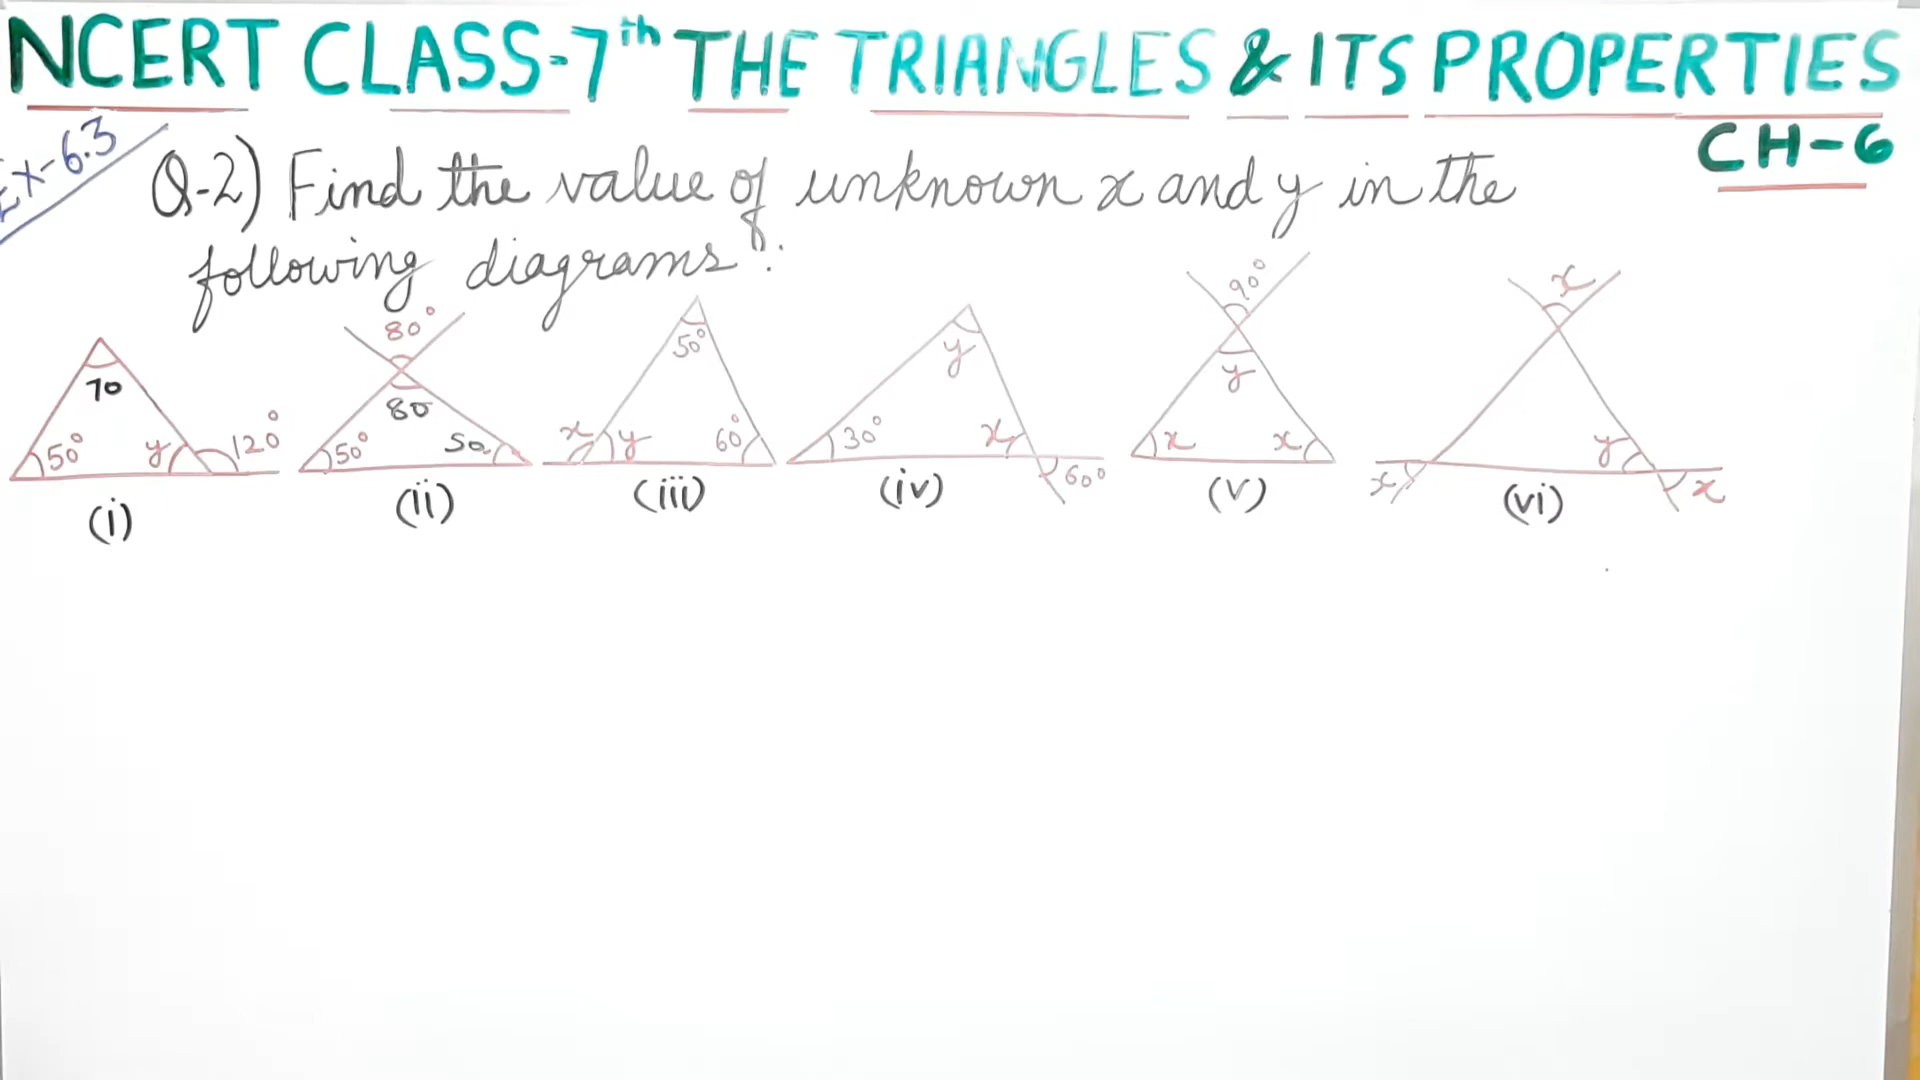 NCERT CLASS-7th THE TRIANGLES & ITS PROPERTIES
CH-6
Ex-6.3
Q-2) Find the value of unknown x and y in the
following diagrams :
70
50°
y
120°
(i)
80°
80
50°
50
(ii)
50°
x
y
60°
(iii)
y
30°
x
60°
(iv)
90°
y
x
x
(v)
x
y
x
x
(vi)